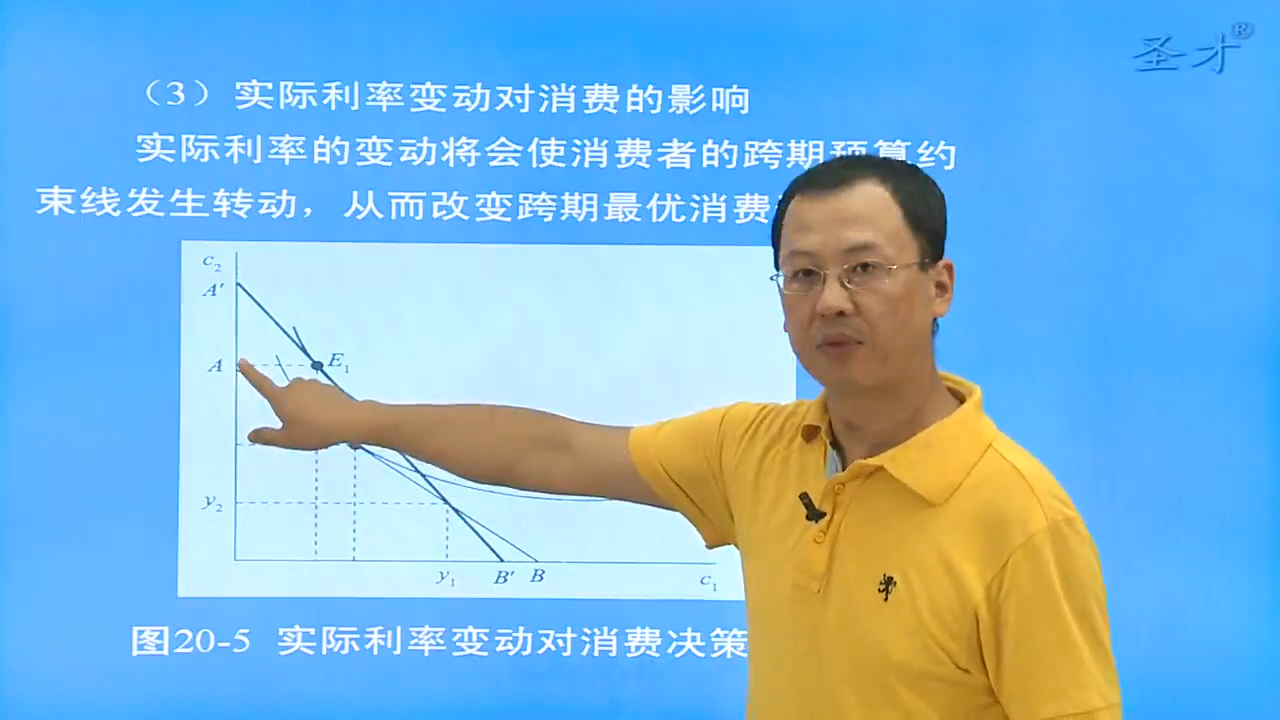 圣才®
（3）实际利率变动对消费的影响
实际利率的变动将会使消费者的跨期预算约
束线发生转动，从而改变跨期最优消费
c₂
A'
A
E₁
y₂
y₁
B'
B
c₁
图20-5 实际利率变动对消费决策